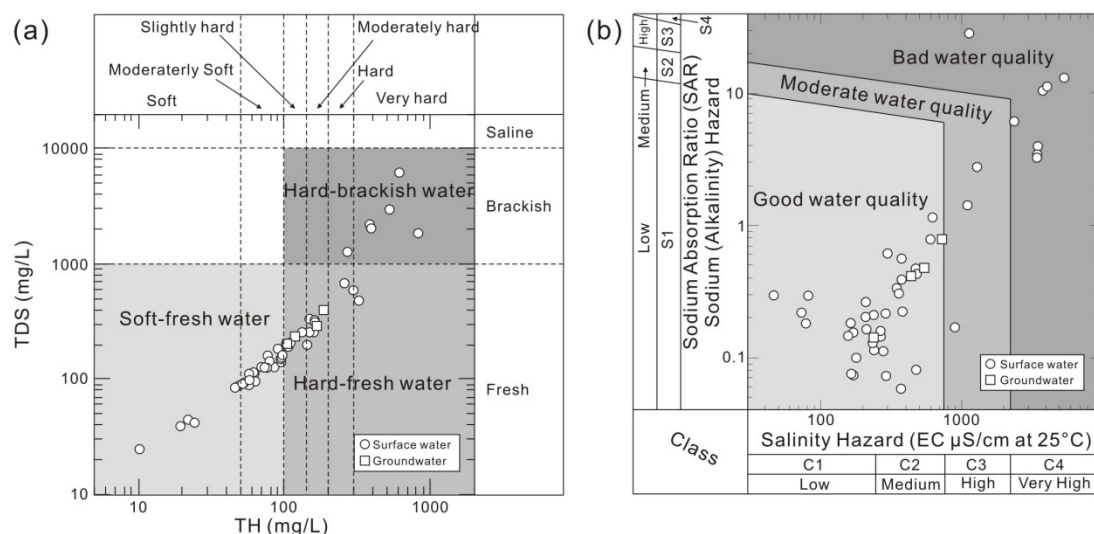 (a)
Slightly hard
Moderately hard
Moderaterly Soft
Hard
Soft
Very hard
Saline
10000
Hard-brackish water
Brackish
1000
Soft-fresh water
Hard-fresh water
Fresh
100
10
TDS (mg/L)
Surface water
Groundwater
10
100
1000
TH (mg/L)
(b)
High
Medium
Low
S4
S3
S2
S1
Sodium Absorption Ratio (SAR)
Sodium (Alkalinity) Hazard
10
1
0.1
Bad water quality
Moderate water quality
Good water quality
Surface water
Groundwater
100
1000
Class
Salinity Hazard (EC μS/cm at 25°C)
C1
C2
C3
C4
Low
Medium
High
Very High